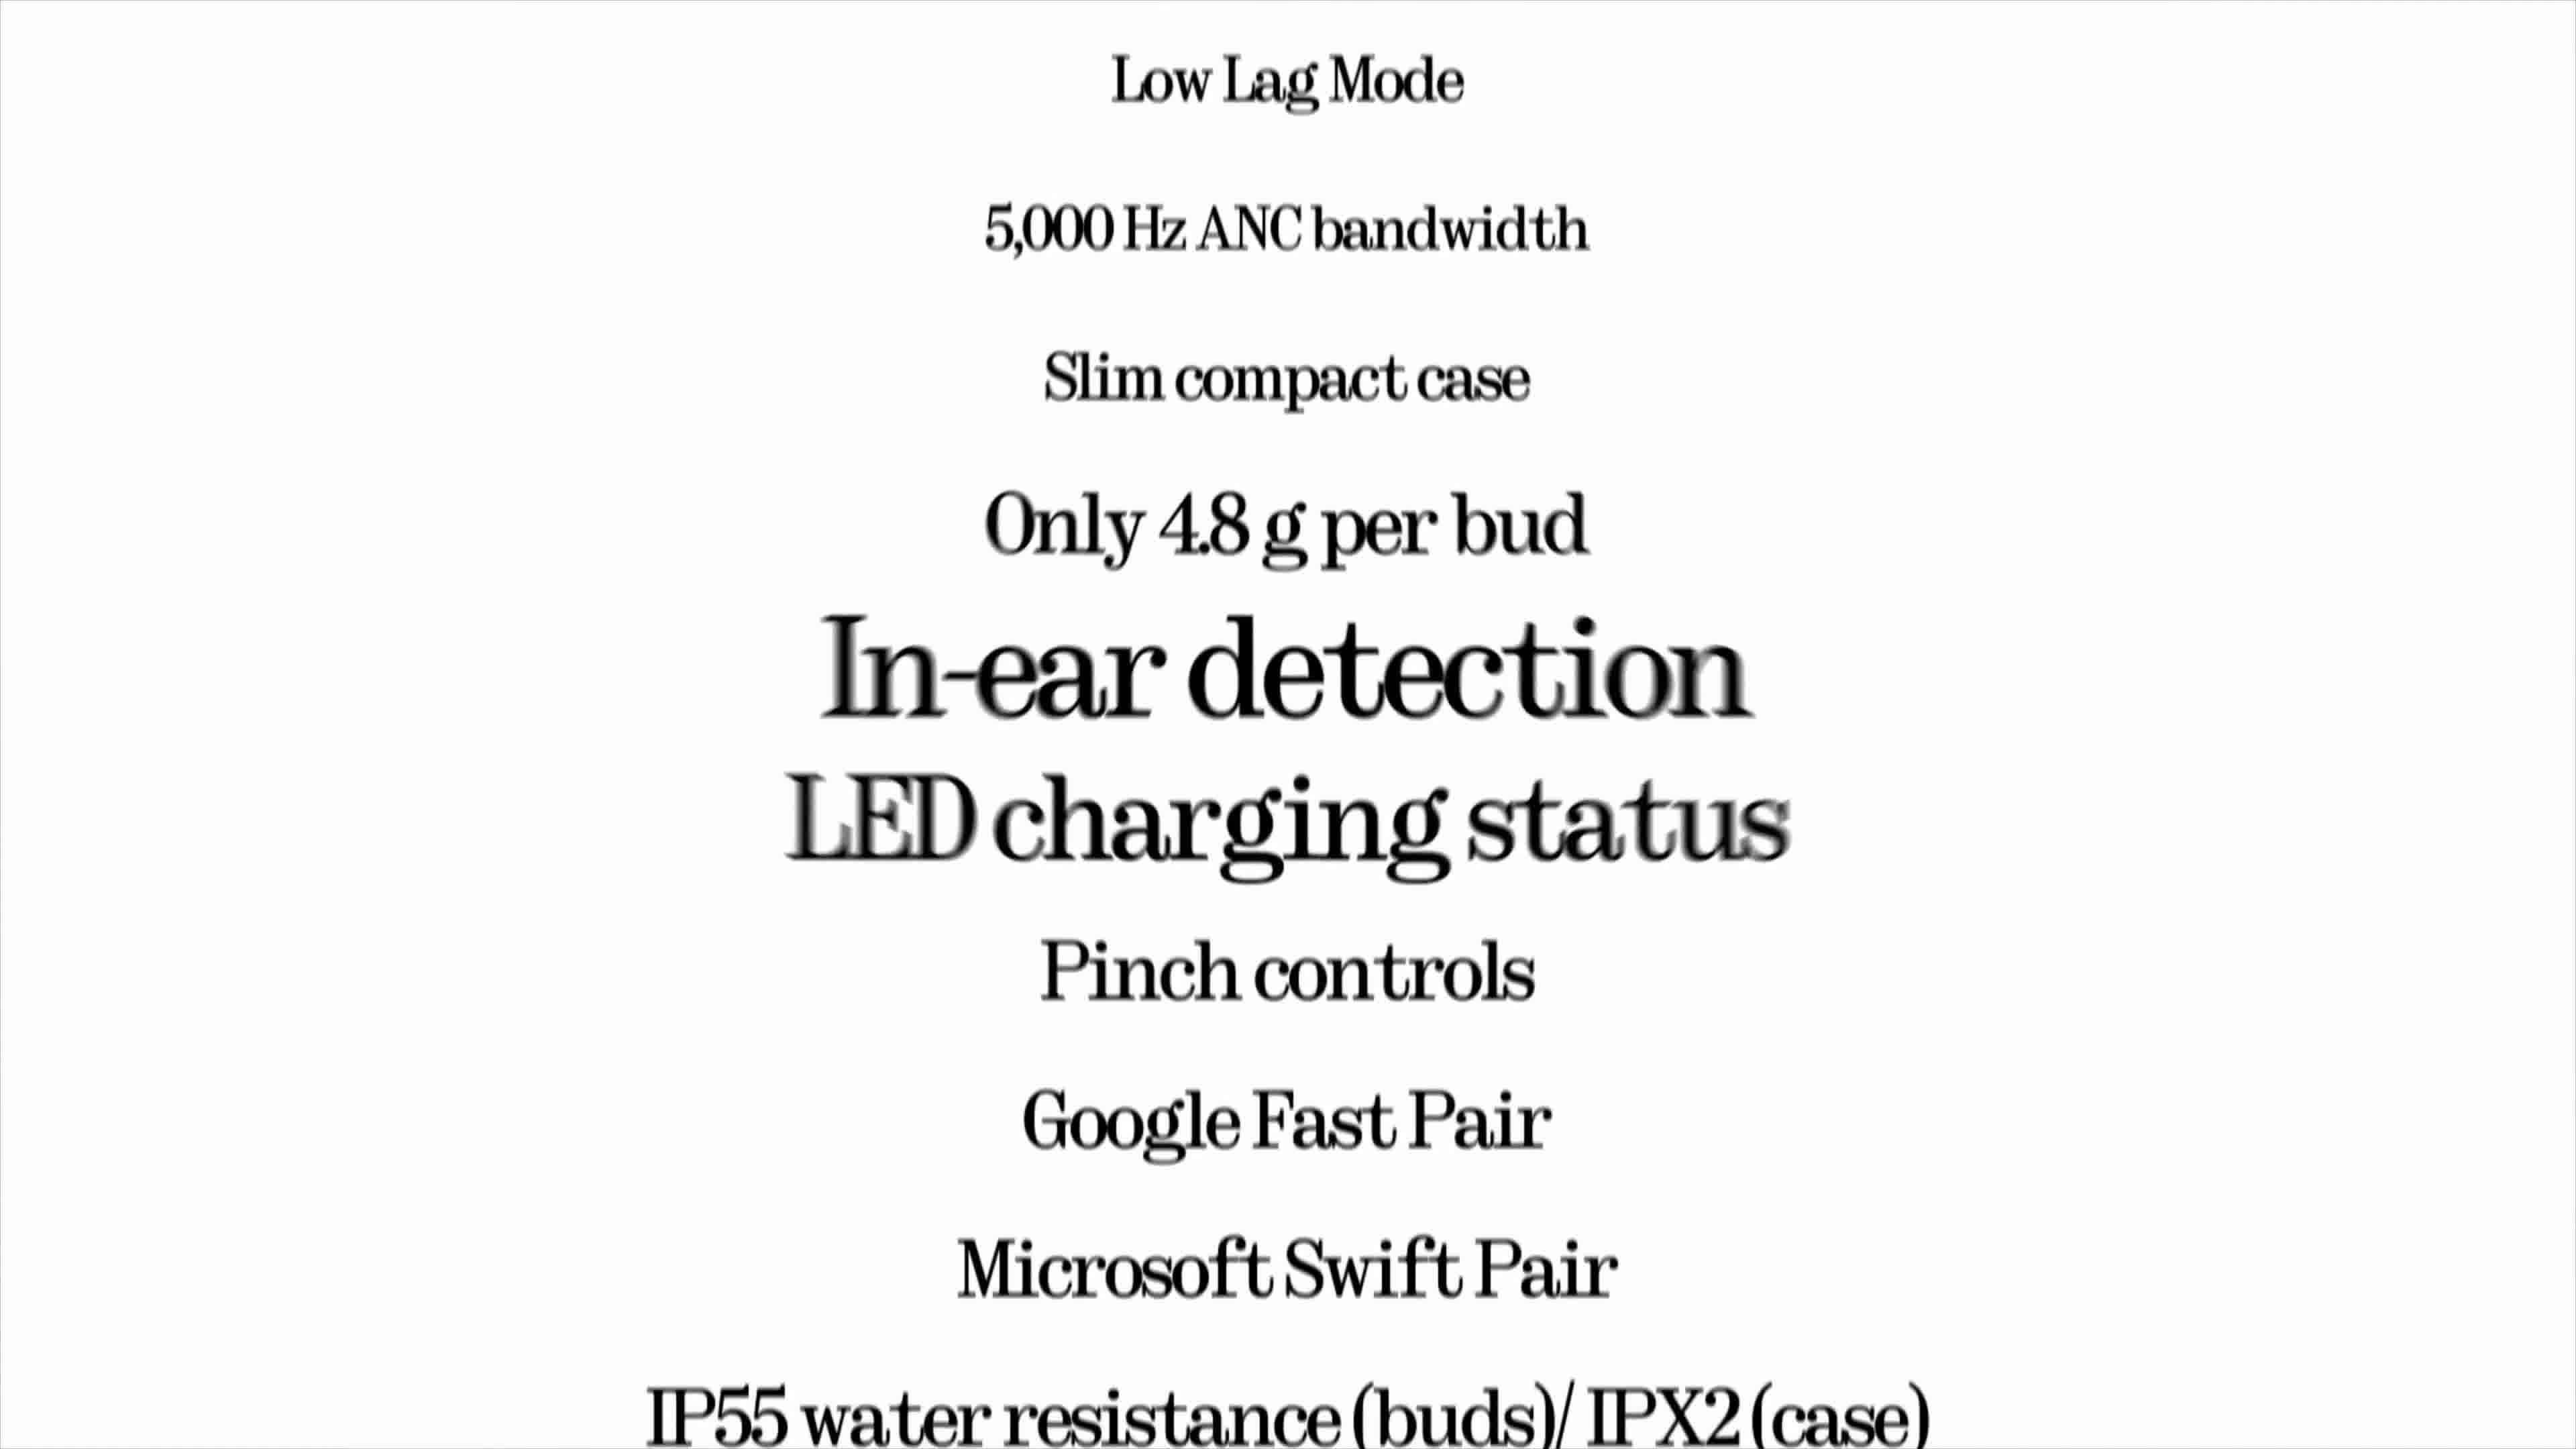 Low Lag Mode
5,000 Hz ANC bandwidth
Slim compact case
Only 4.8 g per bud
In-ear detection
LED charging status
Pinch controls
Google Fast Pair
Microsoft Swift Pair
IP55 water resistance (buds)/ IPX2 (case)